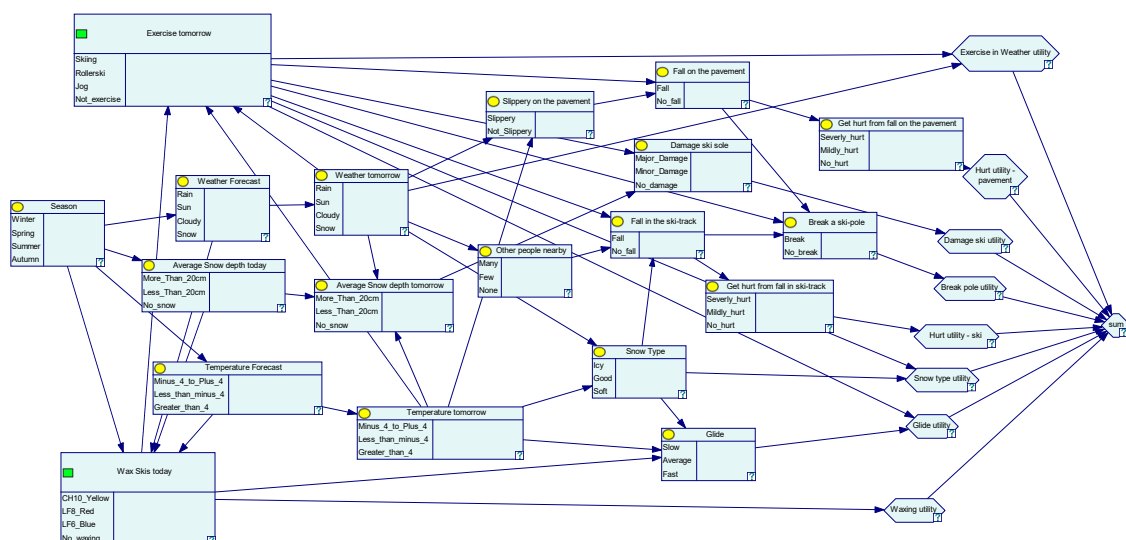 Exercise tomorrow
Skiing
Rollerski
Jog
Not_exercise
?
Exercise in Weather utility
?
Fall on the pavement
Fall
No_fall
?
Slippery on the pavement
Slippery
Not_Slippery
?
Get hurt from fall on the pavement
Severly_hurt
Mildly_hurt
No_hurt
?
Damage ski sole
Major_Damage
Minor_Damage
No_damage
?
Hurt utility -
pavement
?
Weather Forecast
Rain
Sun
Cloudy
Snow
?
Weather tomorrow
Rain
Sun
Cloudy
Snow
?
Season
Winter
Spring
Summer
Autumn
?
Fall in the ski-track
Fall
No_fall
?
Break a ski-pole
Break
No_break
?
Damage ski utility
?
Other people nearby
Many
Few
None
?
Average Snow depth today
More_Than_20cm
Less_Than_20cm
No_snow
?
Average Snow depth tomorrow
More_Than_20cm
Less_Than_20cm
No_snow
?
Get hurt from fall in ski-track
Severly_hurt
Mildly_hurt
No_hurt
?
Break pole utility
?
sum
?
Hurt utility - ski
?
Snow Type
Icy
Good
Soft
?
Temperature Forecast
Minus_4_to_Plus_4
Less_than_minus_4
Greater_than_4
?
Snow type utility
?
Temperature tomorrow
Minus_4_to_Plus_4
Less_than_minus_4
Greater_than_4
?
Glide
Slow
Average
Fast
?
Glide utility
?
Wax Skis today
CH10_Yellow
LF8_Red
LF6_Blue
No_waxing
?
Waxing utility
?